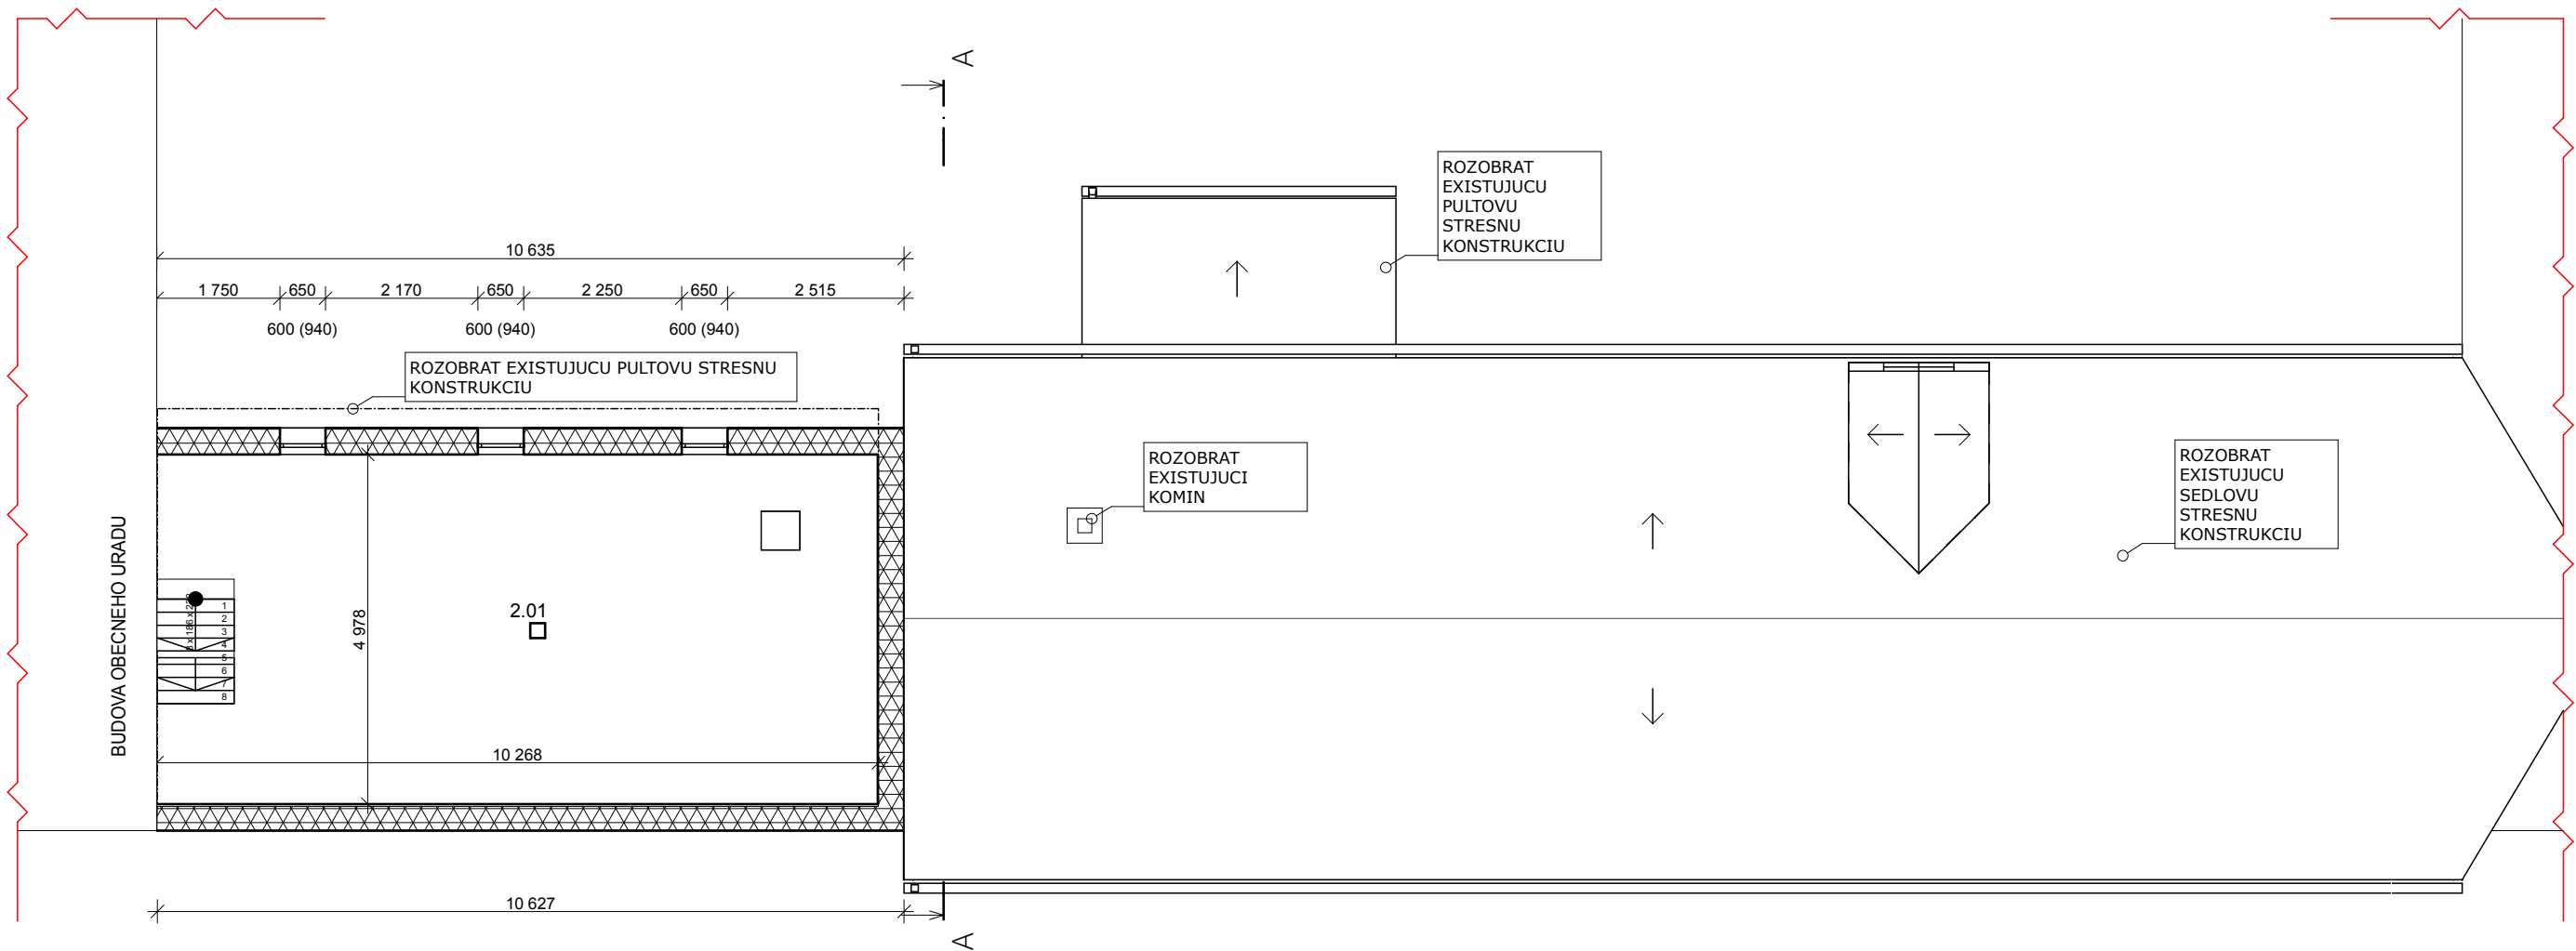 A
ROZOBRAT
EXISTUJUCU
PULTOVU
STRESNU
KONSTRUKCIU
10 635
1 750 650 2 170 650 2 250 650 2 515
600 (940) 600 (940) 600 (940)
ROZOBRAT EXISTUJUCU PULTOVU STRESNU
KONSTRUKCIU
ROZOBRAT
EXISTUJUCI
KOMIN
ROZOBRAT
EXISTUJUCU
SEDLOVU
STRESNU
KONSTRUKCIU
BUDOVA OBECNEHO URADU
1
2
3
4
5
6
7
8
2.01
4 978
10 268
10 627
A